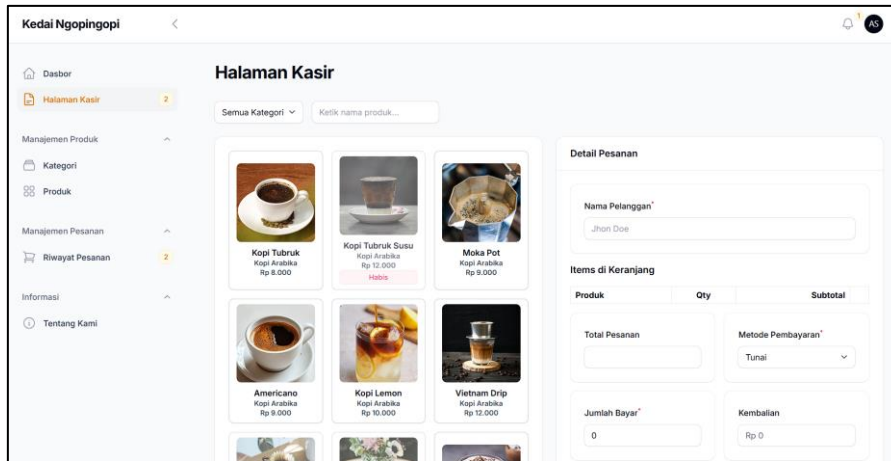 Kedai Ngopingopi
1
AS
Dasbor
Halaman Kasir 2
Manajemen Produk
Kategori
Produk
Manajemen Pesanan
Riwayat Pesanan 2
Informasi
Tentang Kami
Halaman Kasir
Semua Kategori
Ketik nama produk...
Kopi Tubruk
Kopi Arabika
Rp 8.000
Kopi Tubruk Susu
Kopi Arabika
Rp 12.000
Habis
Moka Pot
Kopi Arabika
Rp 9.000
Americano
Kopi Arabika
Rp 9.000
Kopi Lemon
Kopi Arabika
Rp 10.000
Vietnam Drip
Kopi Arabika
Rp 12.000
Detail Pesanan
Nama Pelanggan*
Jhon Doe
Items di Keranjang
Produk Qty Subtotal
Total Pesanan
Metode Pembayaran*
Tunai
Jumlah Bayar*
0
Kembalian
Rp 0